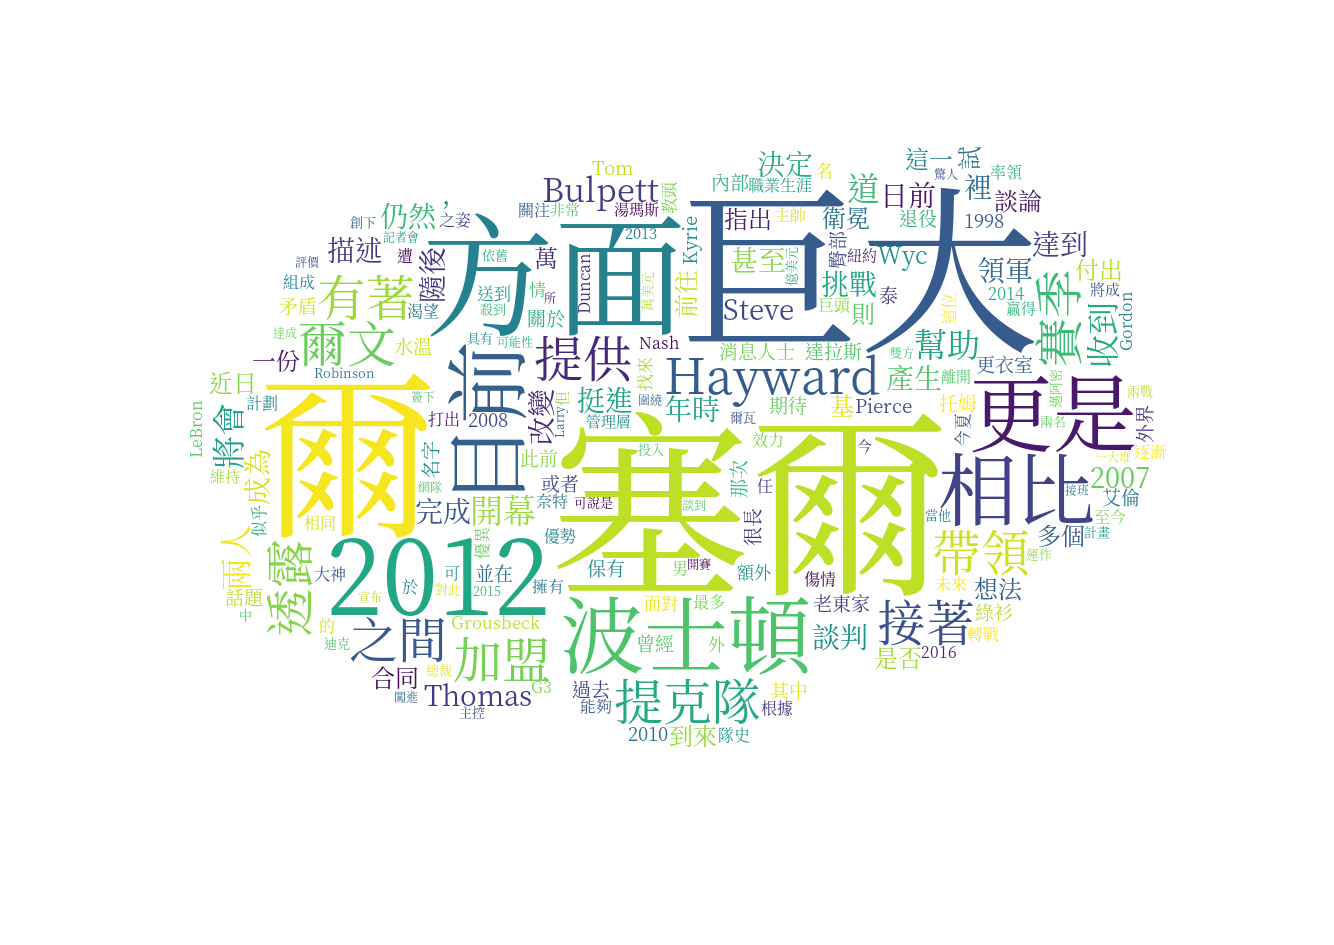 塞爾
巨人
方面
爾
2012
波士頓
更是
相比
目前
Hayward
提克隊
提供
加盟
之間
接著
帶領
透露
有著
爾文
賽季
幫助
收到
Bulpett
Steve
Thomas
開幕
完成
談判
年時
產生
挺進
改變
2007
將會
成為
兩人
隨後
描述
仍然
,
之姿
決定
道
日前
裡
談論
達到
領軍
付出
挑戰
甚至
指出
衛冕
Wyc
則
萬
前往
Kyrie
Tom
教頭
湯瑪斯
關注
非常
創下
記者會
遭
評價
組成
矛盾
渴望
達成
一份
水溫
Robinson
近日
計劃
LeBron
維持
似乎
名字
網隊
打出
2008
簽下
此前
或者
奈特
可說是
管理層
Larry
但
找來
圍繞
Nash
具有
可能性
關於
送到
殺到
依舊
情
所
Duncan
2013
萬美元
內部
職業生涯
名
主帥
臀部
紐約
億美元
巨頭
泰
消息人士
達拉斯
雙方
離開
更衣室
退役
1998
這一
試
驚人
率領
這位
2014
贏得
將成
Gordon
邁阿密
兩名
兩戰
外界
今夏
托姆
基
Pierce
期待
爾瓦
效力
今
投入
談到
那次
任
很長
一大堆
逐漸
接班
艾倫
至今
多個
計畫
當他
運作
未來
想法
綠衫
轉戰
是否
2016
老東家
傷情
額外
開賽
男
保有
優勢
優異
相同
大神
可
並在
於
對此
2015
擁有
宣布
話題
中
的
迪克
Grousbeck
總裁
G3
合同
闖進
主控
面對
最多
曾經
外
過去
能夠
其中
根據
2010
到來
隊史